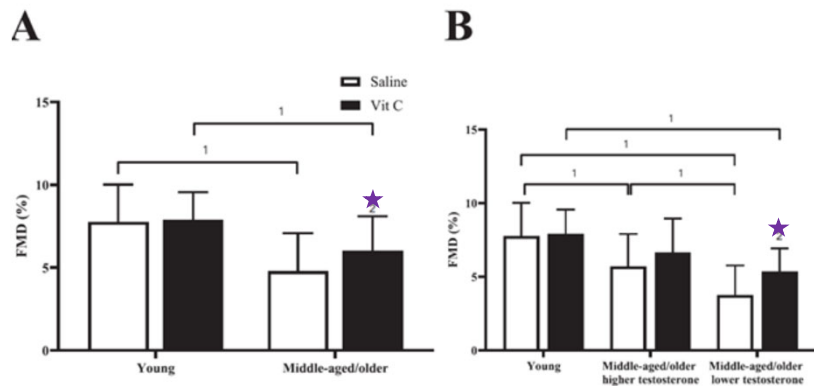 A
B
Saline
Vit C
FMD (%)
15
10
5
0
1
1
2
Young
Middle-aged/older
FMD (%)
15
10
5
0
1
1
1
1
2
Young
Middle-aged/older
higher testosterone
Middle-aged/older
lower testosterone